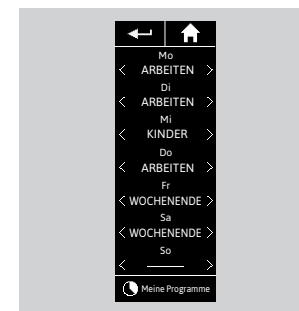 Mo
ARBEITEN
Di
ARBEITEN
Mi
KINDER
Do
ARBEITEN
Fr
WOCHENENDE
Sa
WOCHENENDE
So
Meine Programme